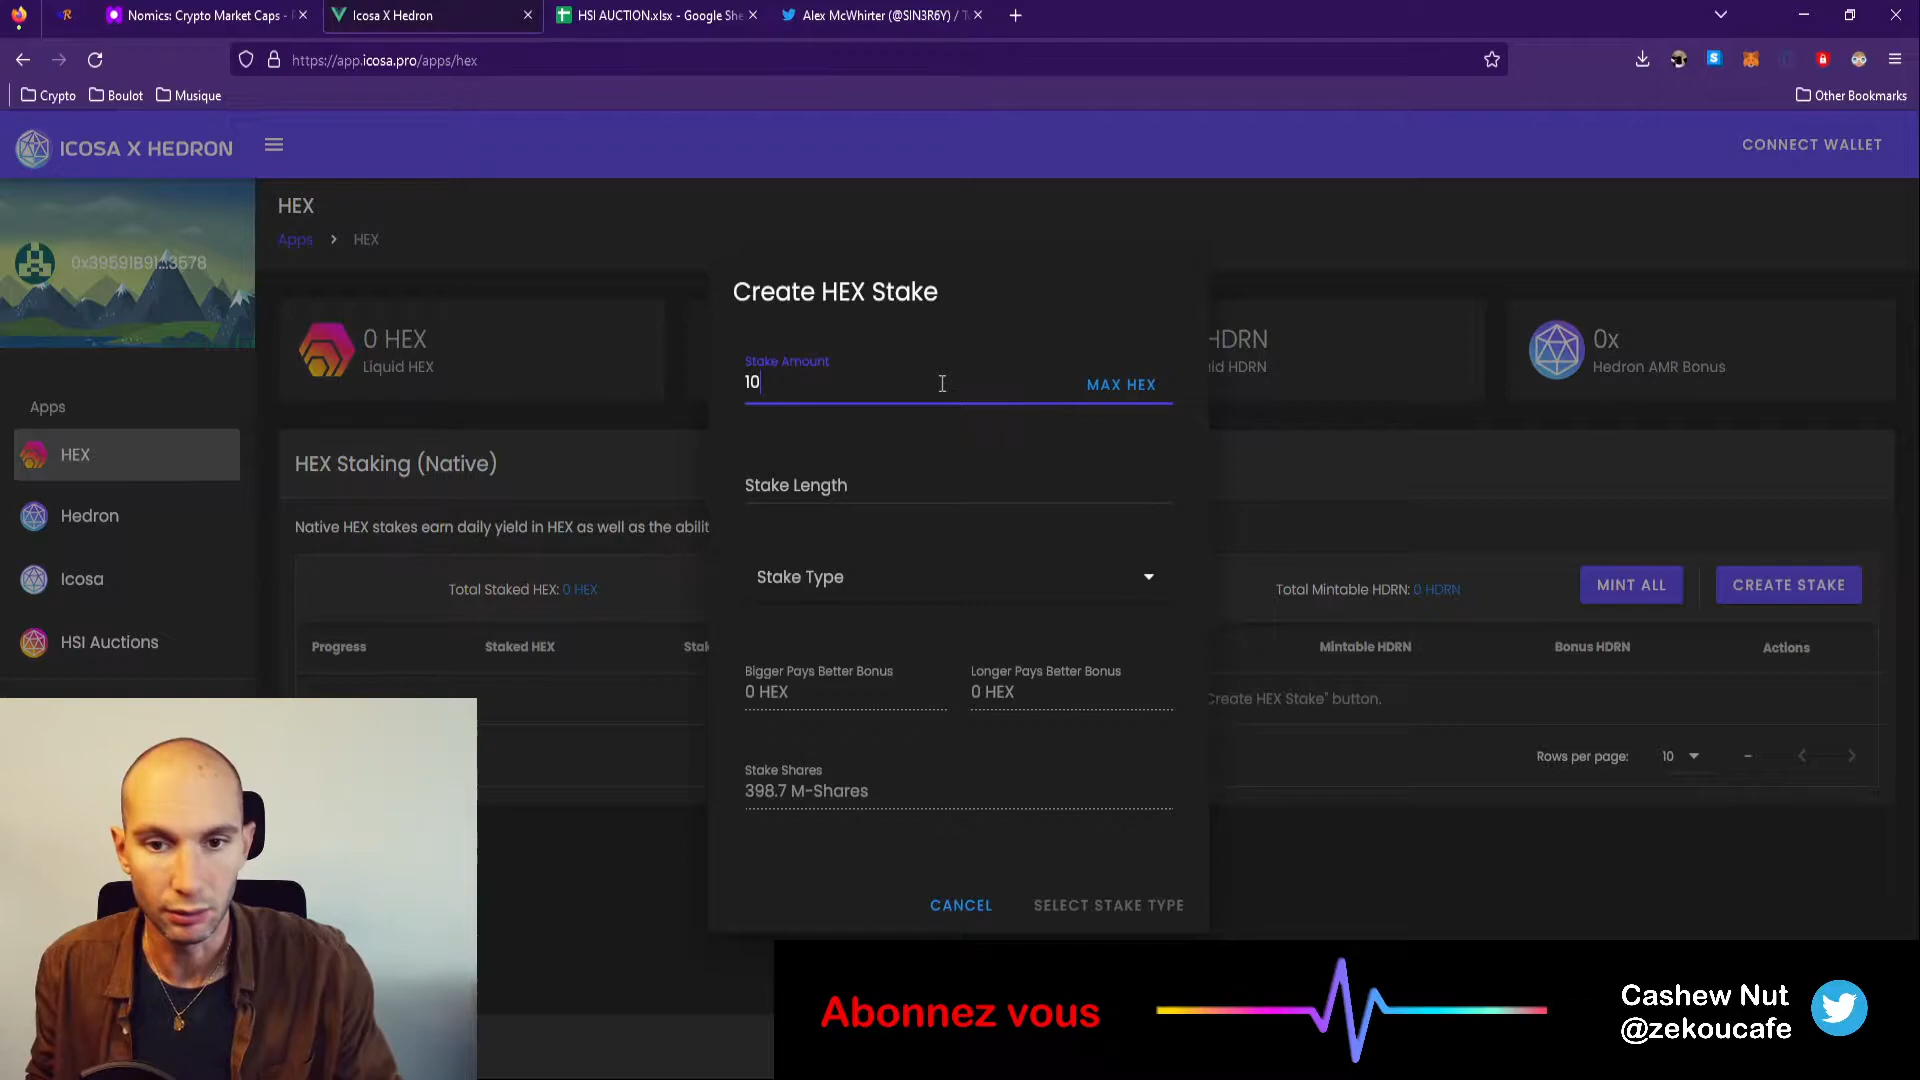 Nomics: Crypto Market Caps -
Icosa X Hedron
HSI AUCTION.xlsx - Google She
Alex McWhirter (@SIN3R6Y) /
https://app.icosa.pro/apps/hex
Crypto
Boulot
Musique
Other Bookmarks
ICOSA X HEDRON
CONNECT WALLET
HEX
Apps > HEX
0x39591B91...3578
0 HEX
Liquid HEX
HDRN
id HDRN
0x
Hedron AMR Bonus
Apps
HEX
Hedron
Icosa
HSI Auctions
HEX Staking (Native)
Native HEX stakes earn daily yield in HEX as well as the abilit
Total Staked HEX: 0 HEX
Total Mintable HDRN: 0 HDRN
MINT ALL
CREATE STAKE
Progress
Staked HEX
Stak
Mintable HDRN
Bonus HDRN
Actions
Create HEX Stake" button.
Rows per page:
10
–
Create HEX Stake
Stake Amount
10
MAX HEX
Stake Length
Stake Type
Bigger Pays Better Bonus
0 HEX
Longer Pays Better Bonus
0 HEX
Stake Shares
398.7 M-Shares
CANCEL
SELECT STAKE TYPE
Abonnez vous
Cashew Nut
@zekoucafe